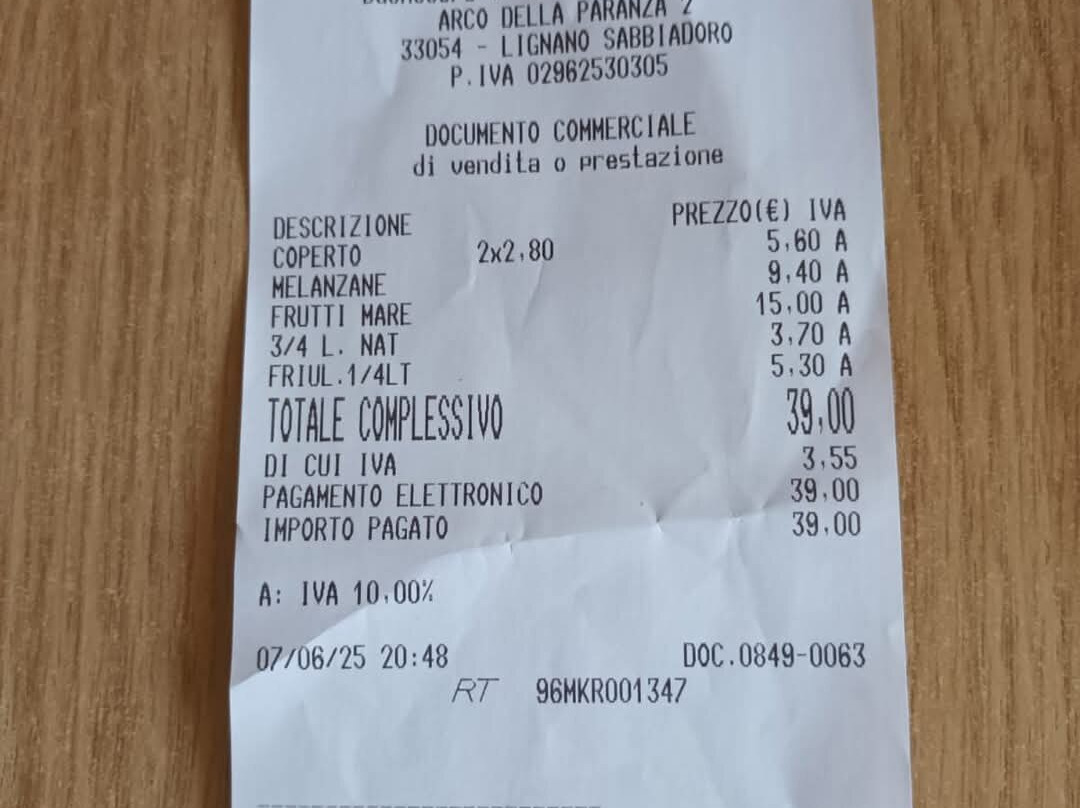 ARCO DELLA PARANZA 2
33054 - LIGNANO SABBIADORO
P.IVA 02962530305
DOCUMENTO COMMERCIALE
di vendita o prestazione
DESCRIZIONE PREZZO(€) IVA
COPERTO 2x2,80 5,60 A
MELANZANE 9,40 A
FRUTTI MARE 15,00 A
3/4 L. NAT 3,70 A
FRIUL.1/4LT 5,30 A
TOTALE COMPLESSIVO 39,00
DI CUI IVA 3,55
PAGAMENTO ELETTRONICO 39,00
IMPORTO PAGATO 39,00
A: IVA 10,00%
07/06/25 20:48 DOC.0849-0063
RT 96MKR001347